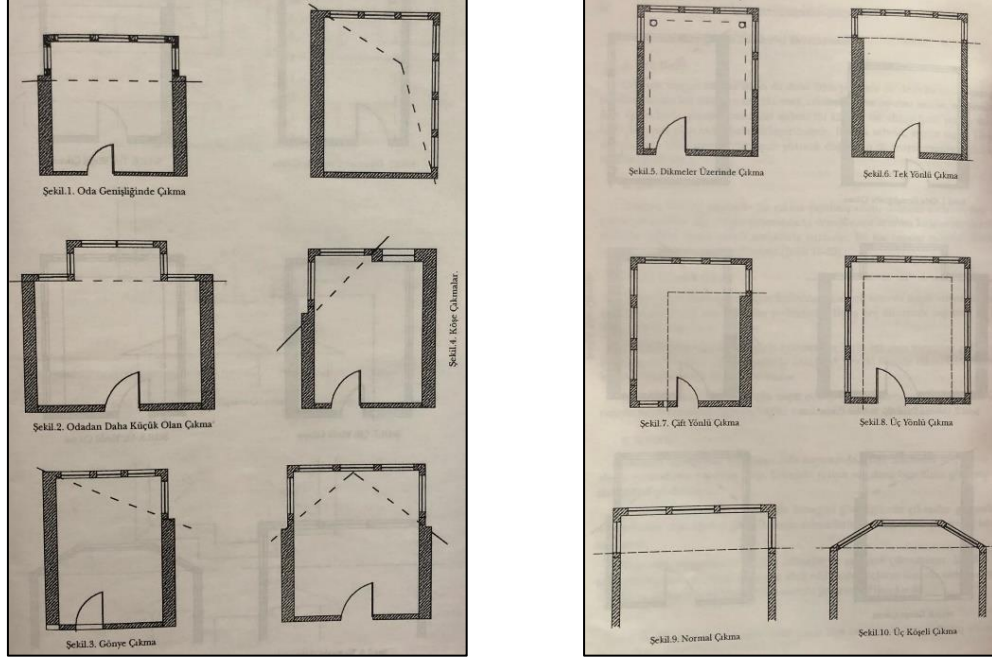 Şekil.1. Oda Genişliğinde Çıkma
Şekil.2. Odadan Daha Küçük Olan Çıkma
Şekil.4. Köşe Çıkmalar.
Şekil.3. Gönye Çıkma
Şekil.5. Dikmeler Üzerinde Çıkma
Şekil.6. Tek Yönlü Çıkma
Şekil.7. Çift Yönlü Çıkma
Şekil.8. Üç Yönlü Çıkma
Şekil.9. Normal Çıkma
Şekil.10. Üç Köşeli Çıkma